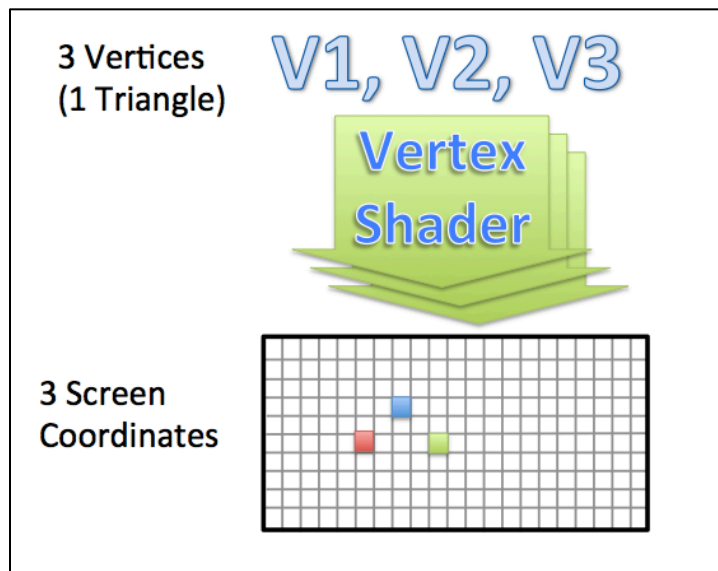 3 Vertices
(1 Triangle)
V1, V2, V3
Vertex
Shader
3 Screen
Coordinates